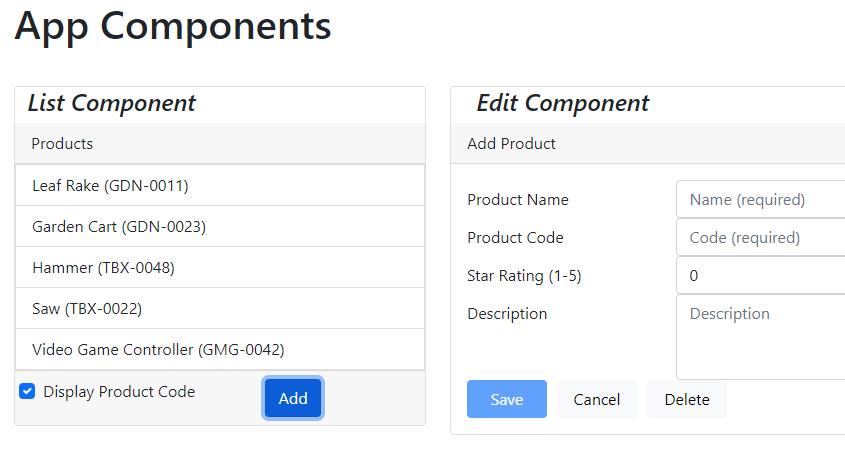 App Components
List Component
Products
Leaf Rake (GDN-0011)
Garden Cart (GDN-0023)
Hammer (TBX-0048)
Saw (TBX-0022)
Video Game Controller (GMG-0042)
Display Product Code
Add
Edit Component
Add Product
Product Name Name (required)
Product Code Code (required)
Star Rating (1-5) 0
Description Description
Save Cancel Delete